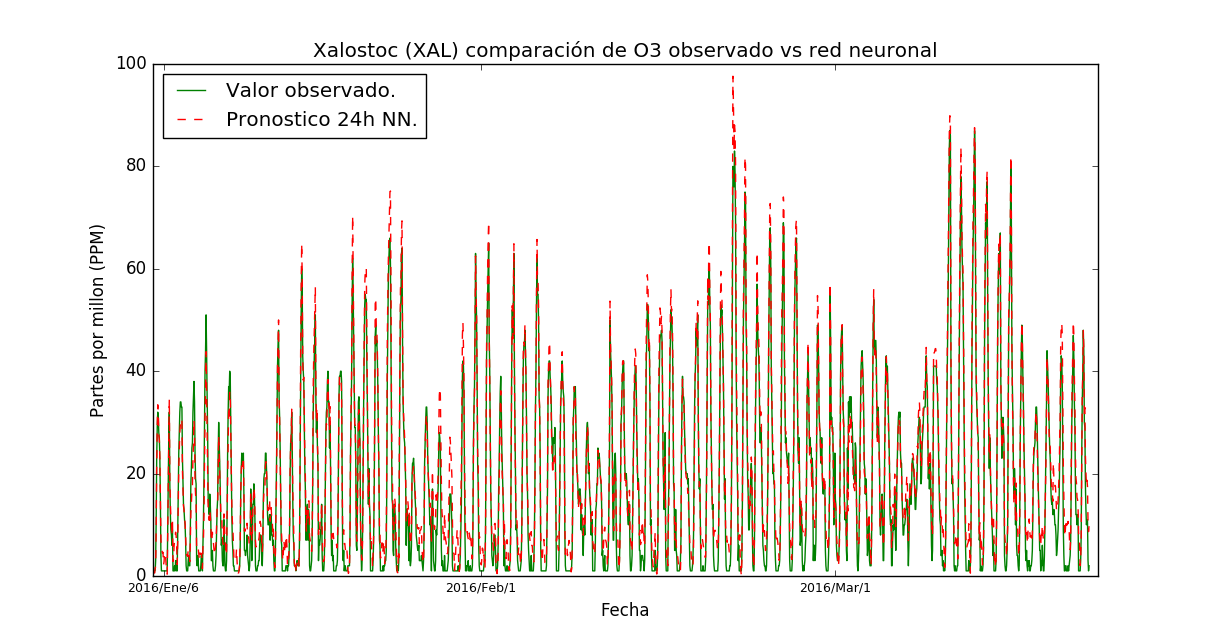 Xalostoc (XAL) comparación de O3 observado vs red neuronal
100
80
60
40
20
0
Partes por millon (PPM)
Valor observado.
Pronostico 24h NN.
2016/Ene/6
2016/Feb/1
2016/Mar/1
Fecha